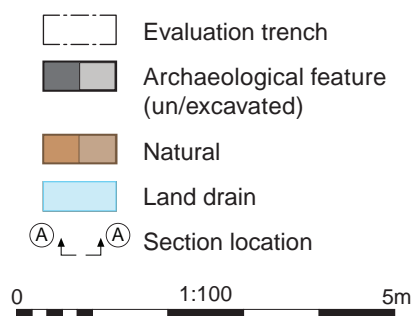 Evaluation trench
Archaeological feature
(un/excavated)
Natural
Land drain
A A Section location
0 1:100 5m